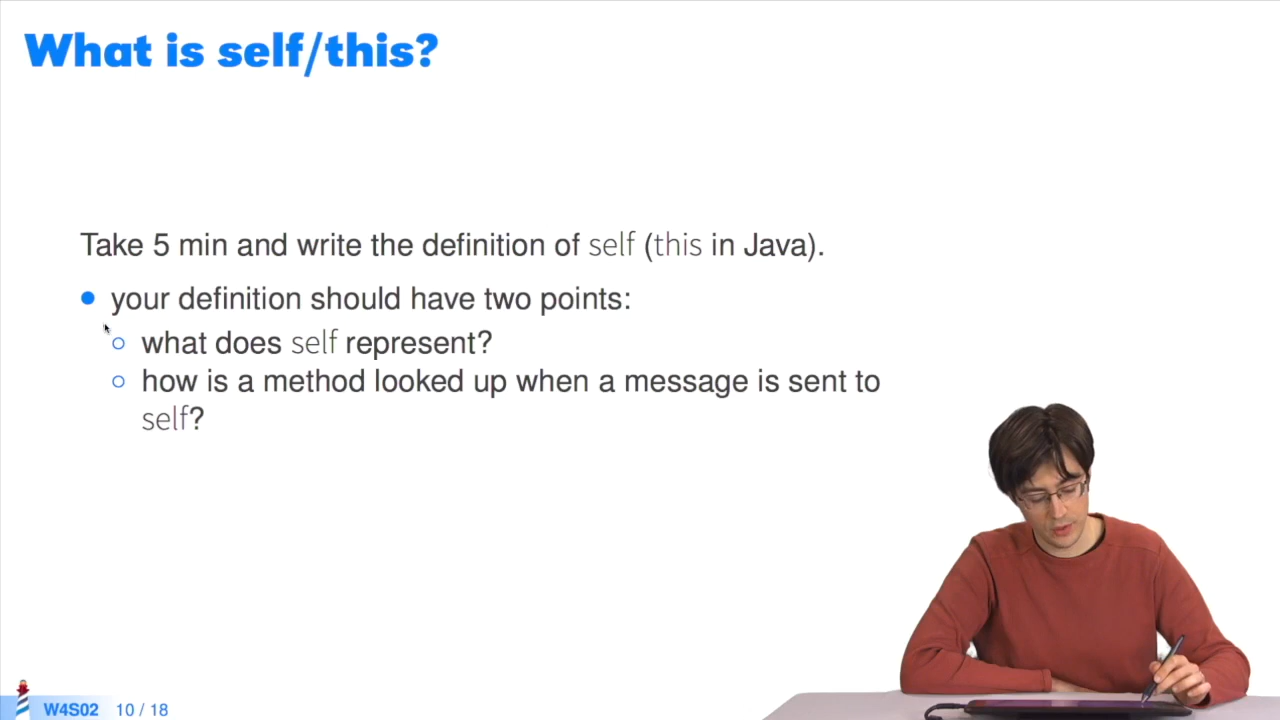 What is self/this?
Take 5 min and write the definition of self (this in Java).
your definition should have two points:
what does self represent?
how is a method looked up when a message is sent to
self?
W4S02 10 / 18